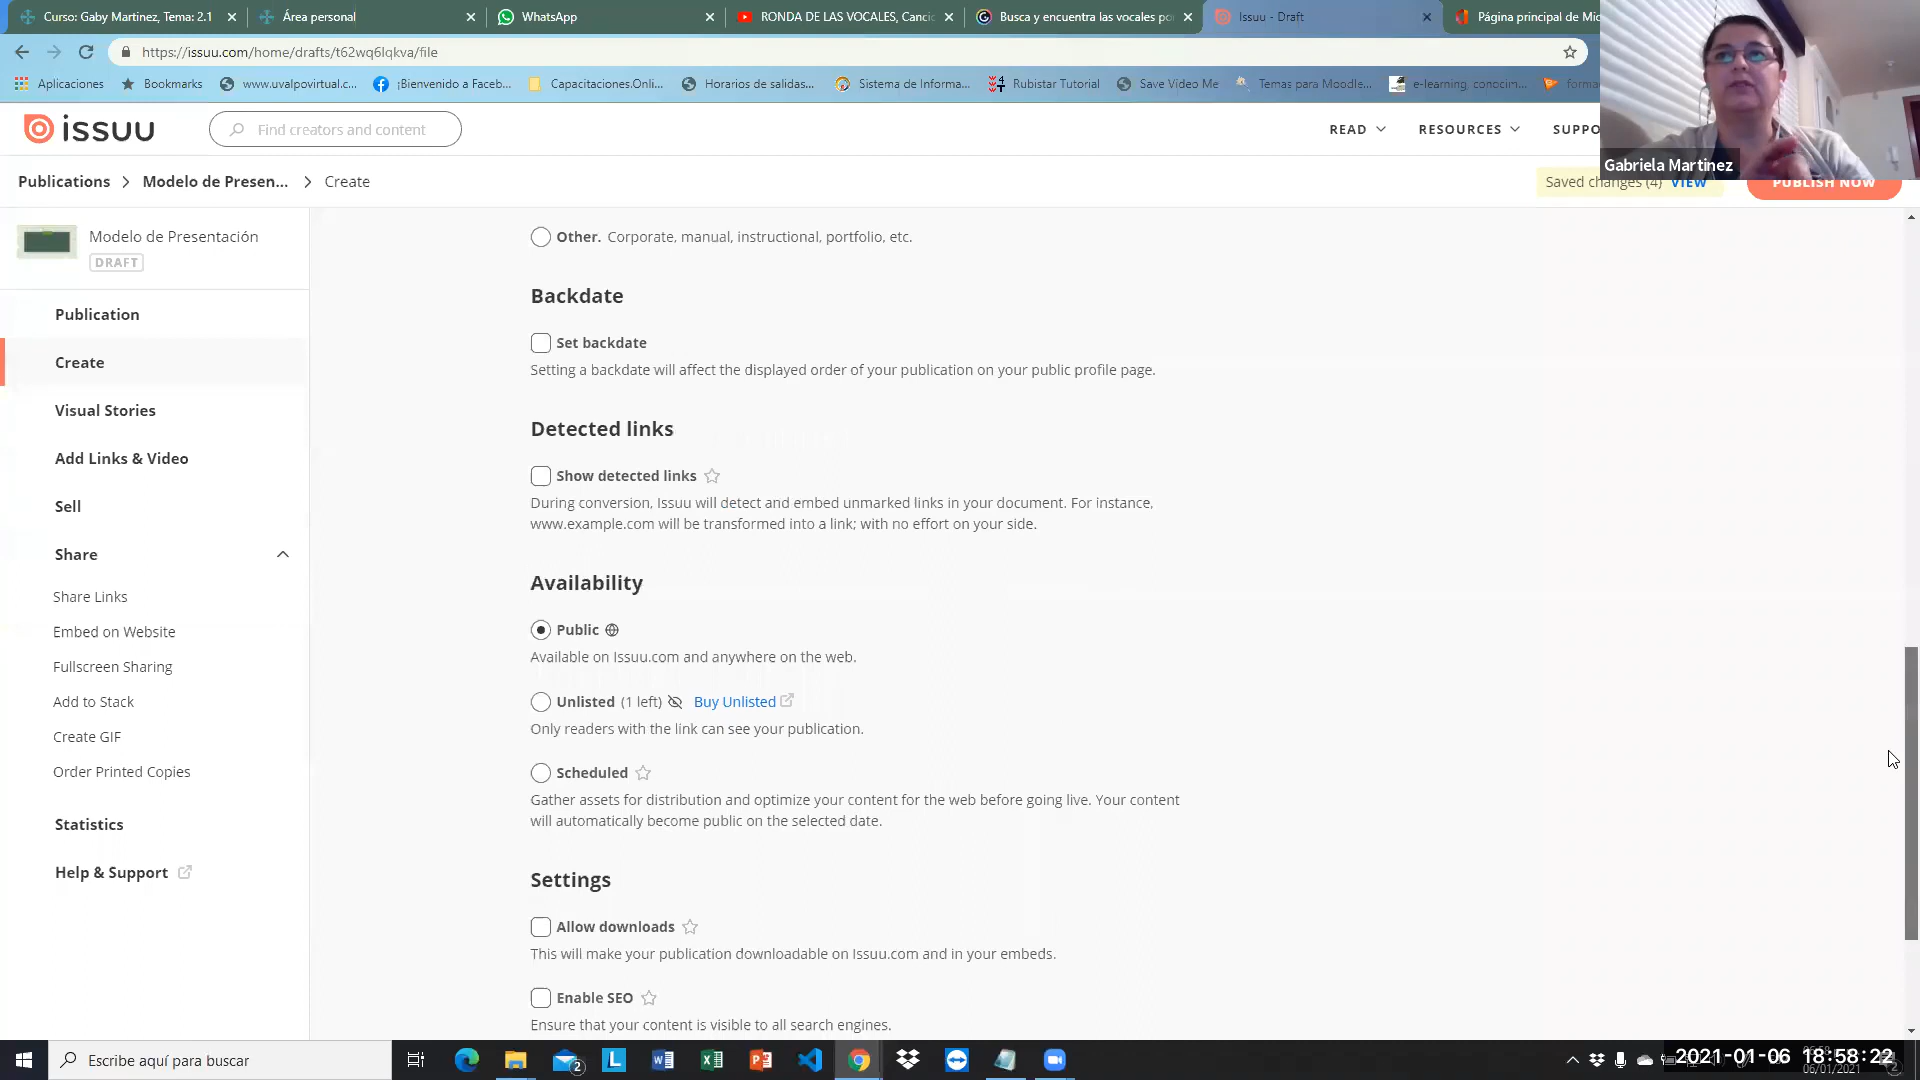 Curso: Gaby Martinez, Tema: 2.1
Área personal
WhatsApp
RONDA DE LAS VOCALES, Canció
Busca y encuentra las vocales po
Issuu - Draft
Página principal de Mic
https://issuu.com/home/drafts/t62wq6lqkva/file
Aplicaciones
Bookmarks
www.uvalpovirtual.c...
¡Bienvenido a Faceb...
Capacitaciones.Onli...
Horarios de salidas...
Sistema de Informa...
Rubistar Tutorial
Save Video Me
Temas para Moodle...
e-learning, conocim...
forma
issuu
Find creators and content
READ
RESOURCES
SUPPO
Gabriela Martinez
Publications > Modelo de Presen... > Create
Saved changes (4) VIEW
PUBLISH NOW
Modelo de Presentación
DRAFT
Publication
Create
Visual Stories
Add Links & Video
Sell
Share
Share Links
Embed on Website
Fullscreen Sharing
Add to Stack
Create GIF
Order Printed Copies
Statistics
Help & Support
Other. Corporate, manual, instructional, portfolio, etc.
Backdate
Set backdate
Setting a backdate will affect the displayed order of your publication on your public profile page.
Detected links
Show detected links
During conversion, Issuu will detect and embed unmarked links in your document. For instance,
www.example.com will be transformed into a link; with no effort on your side.
Availability
Public
Available on Issuu.com and anywhere on the web.
Unlisted (1 left) Buy Unlisted
Only readers with the link can see your publication.
Scheduled
Gather assets for distribution and optimize your content for the web before going live. Your content
will automatically become public on the selected date.
Settings
Allow downloads
This will make your publication downloadable on Issuu.com and in your embeds.
Enable SEO
Ensure that your content is visible to all search engines.
Escribe aquí para buscar
2021-01-06 18:58:22
06/01/2021